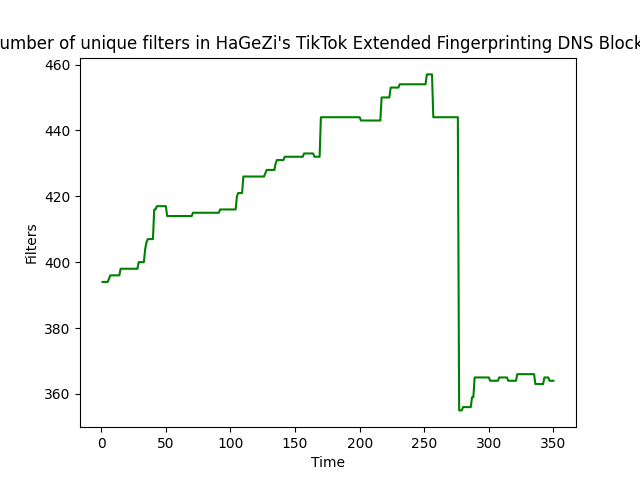 umber of unique filters in HaGeZi's TikTok Extended Fingerprinting DNS Block
460
440
420
400
380
360
Filters
0 50 100 150 200 250 300 350
Time